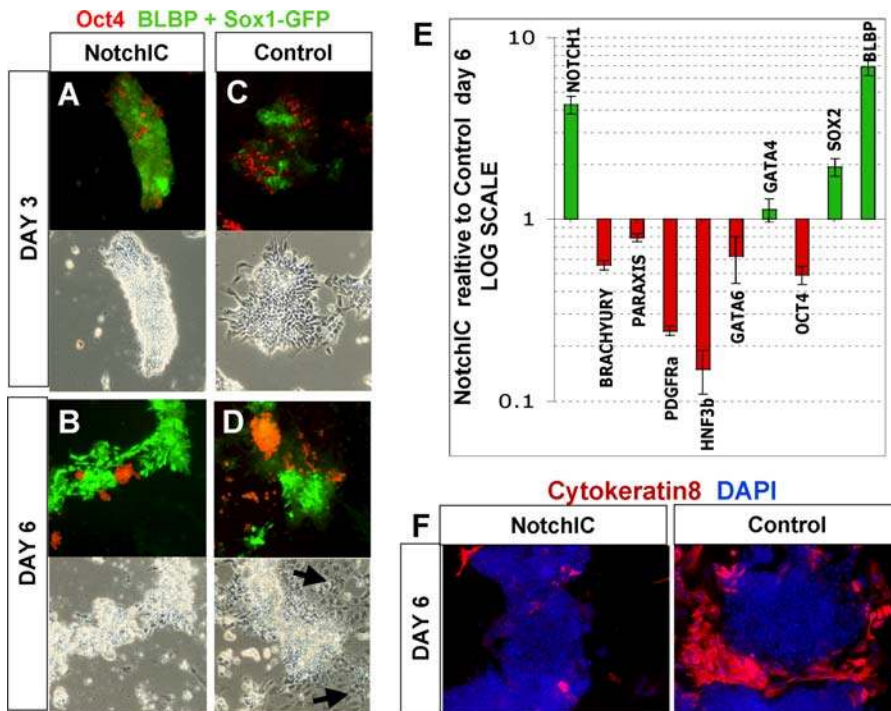 Oct4 BLBP + Sox1-GFP
NotchIC
Control
DAY 3
A
C
DAY 6
B
D
E
NotchIC realtive to Control day 6
LOG SCALE
10
1
0.1
NOTCH1
BRACHYURY
PARAXIS
PDGFRa
HNF3b
GATA6
GATA4
OCT4
SOX2
BLBP
Cytokeratin8 DAPI
F
NotchIC
Control
DAY 6